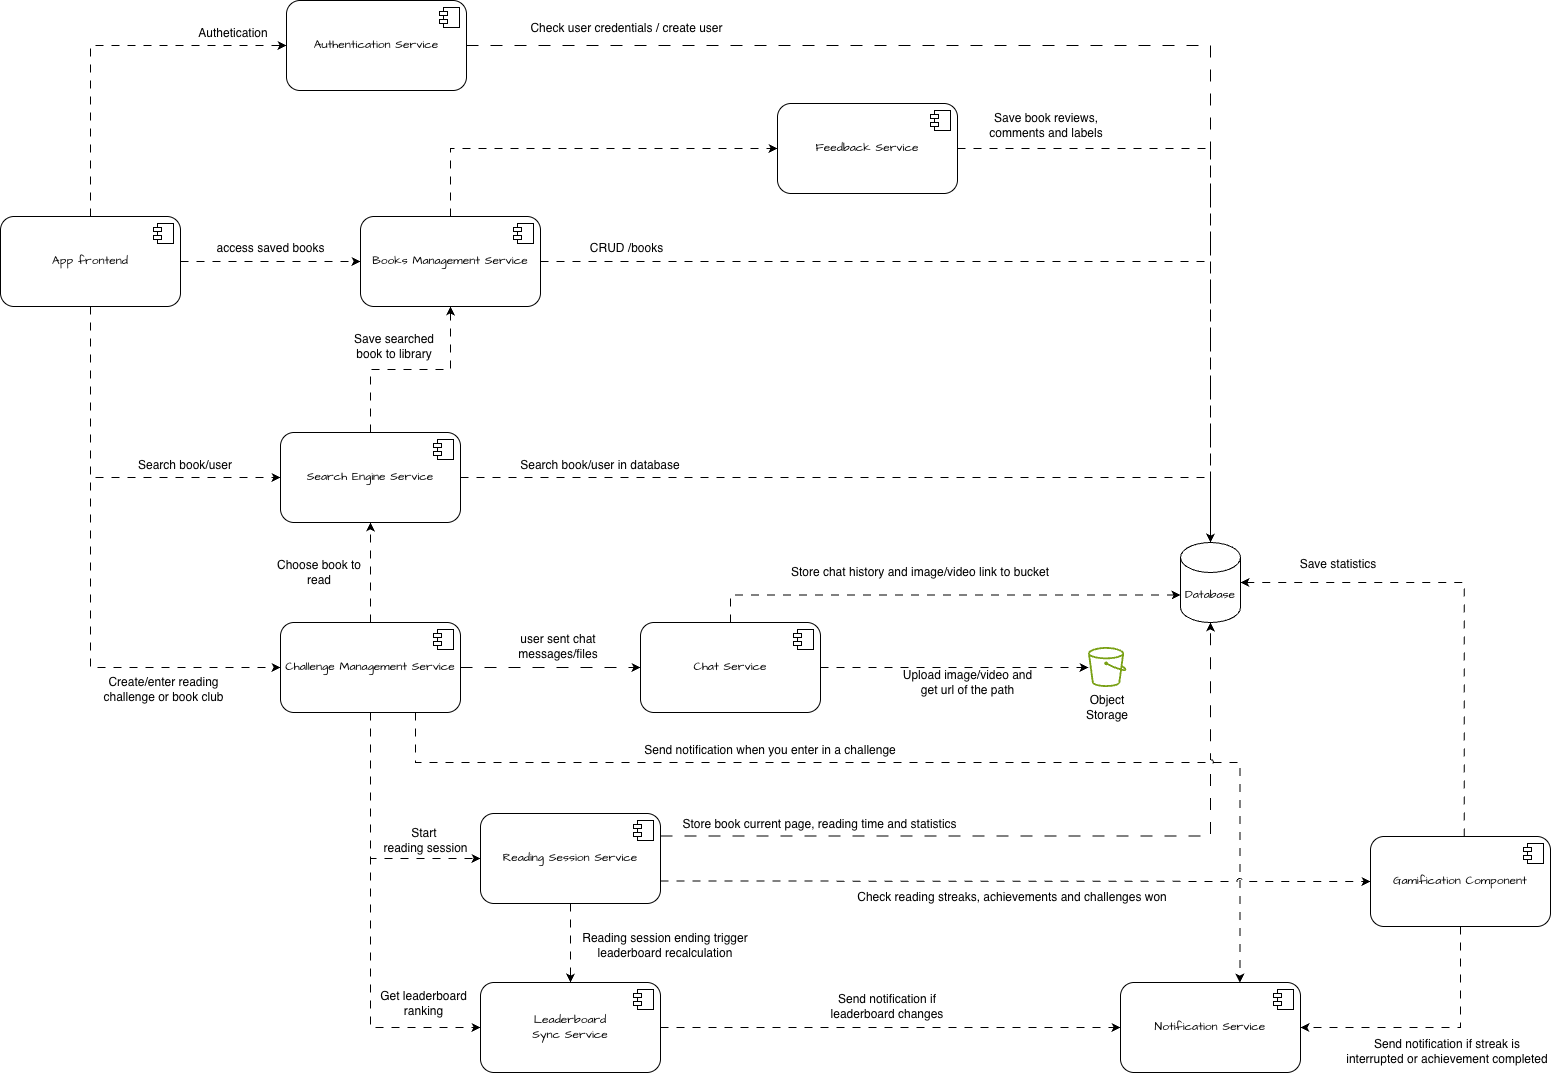 Authetication
Authentication Service
Check user credentials / create user
Feedback Service
Save book reviews,
comments and labels
App frontend
access saved books
Books Management Service
CRUD /books
Save searched
book to library
Search book/user
Search Engine Service
Search book/user in database
Choose book to
read
Store chat history and image/video link to bucket
Database
Save statistics
Create/enter reading
challenge or book club
Challenge Management Service
user sent chat
messages/files
Chat Service
Upload image/video and
get url of the path
Object
Storage
Send notification when you enter in a challenge
Start
reading session
Reading Session Service
Store book current page, reading time and statistics
Check reading streaks, achievements and challenges won
Gamification Component
Reading session ending trigger
leaderboard recalculation
Get leaderboard
ranking
Leaderboard
Sync Service
Send notification if
leaderboard changes
Notification Service
Send notification if streak is
interrupted or achievement completed